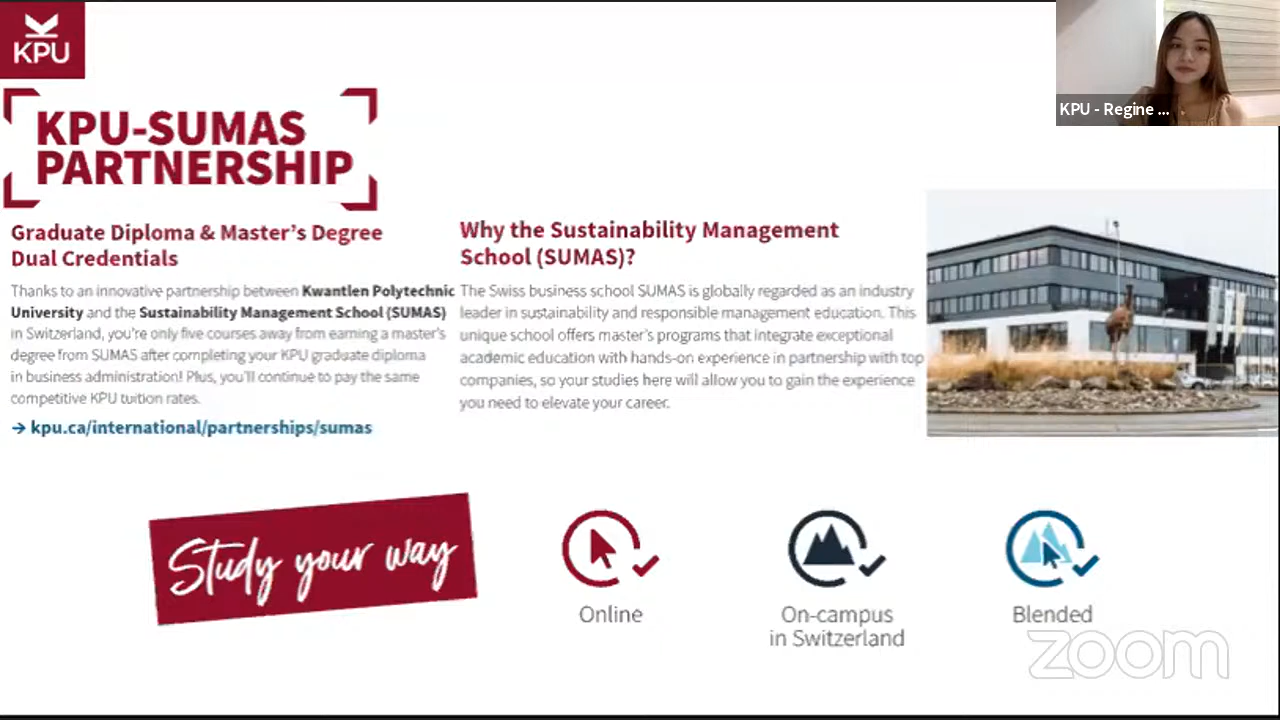 KPU
KPU - Regine ...
KPU-SUMAS
PARTNERSHIP
Graduate Diploma & Master's Degree
Dual Credentials
Thanks to an innovative partnership between Kwantlen Polytechnic
University and the Sustainability Management School (SUMAS)
in Switzerland, you're only five courses away from earning a master's
degree from SUMAS after completing your KPU graduate diploma
in business administration! Plus, you'll continue to pay the same
competitive KPU tuition rates.
→ kpu.ca/international/partnerships/sumas
Why the Sustainability Management
School (SUMAS)?
The Swiss business school SUMAS is globally regarded as an industry
leader in sustainability and responsible management education. This
unique school offers master's programs that integrate exceptional
academic education with hands-on experience in partnership with top
companies, so your studies here will allow you to gain the experience
you need to elevate your career.
Study your way
Online
On-campus
in Switzerland
Blended
zoom